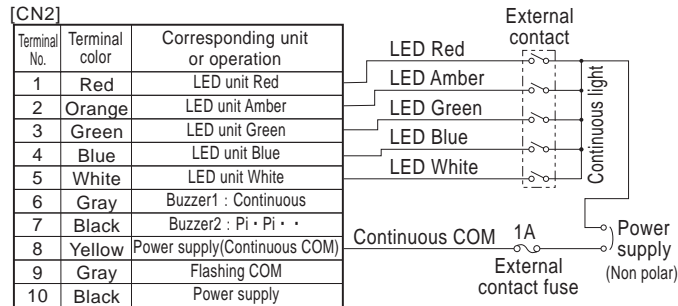 [CN2]
Terminal No. Terminal color Corresponding unit or operation
1 Red LED unit Red
2 Orange LED unit Amber
3 Green LED unit Green
4 Blue LED unit Blue
5 White LED unit White
6 Gray Buzzer1 : Continuous
7 Black Buzzer2 : Pi・Pi・・
8 Yellow Power supply(Continuous COM)
9 Gray Flashing COM
10 Black Power supply
External
contact
LED Red
LED Amber
LED Green
LED Blue
LED White
Continuous light
Continuous COM
1A
External
contact fuse
Power
supply
(Non polar)